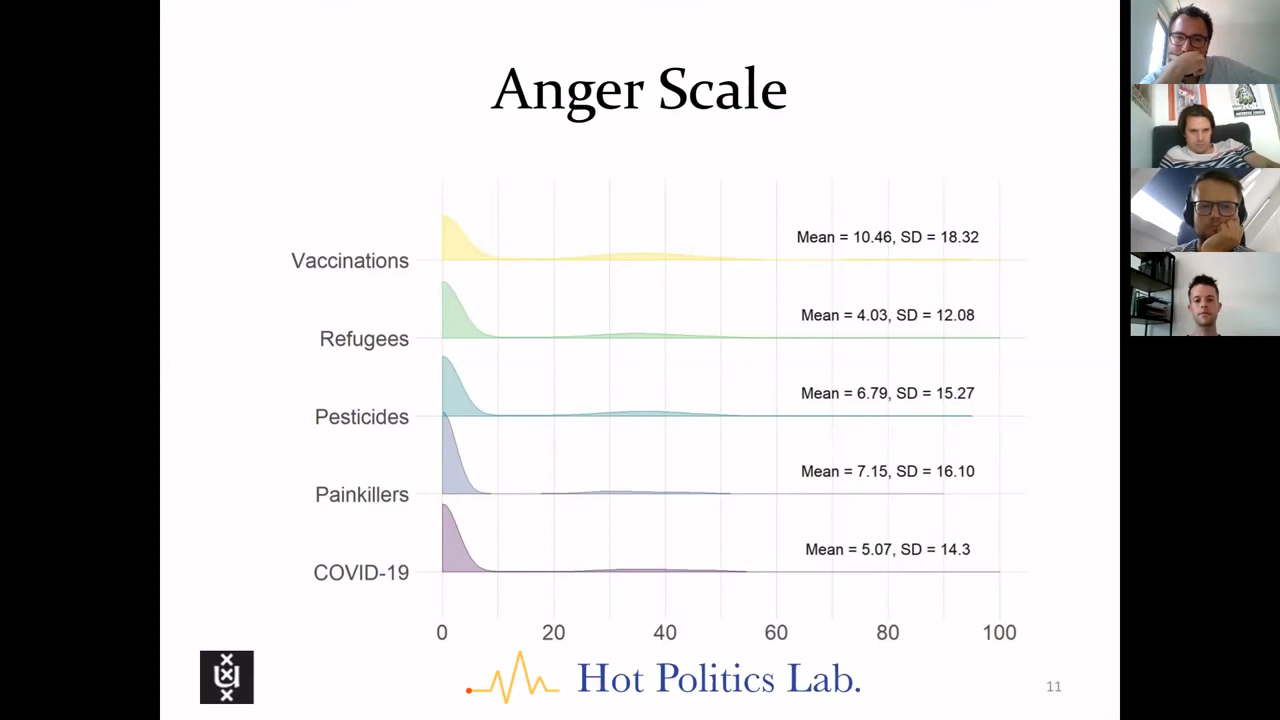 Anger Scale
Vaccinations
Mean = 10.46, SD = 18.32
Refugees
Mean = 4.03, SD = 12.08
Pesticides
Mean = 6.79, SD = 15.27
Painkillers
Mean = 7.15, SD = 16.10
COVID-19
Mean = 5.07, SD = 14.3
0 20 40 60 80 100
Hot Politics Lab.
11